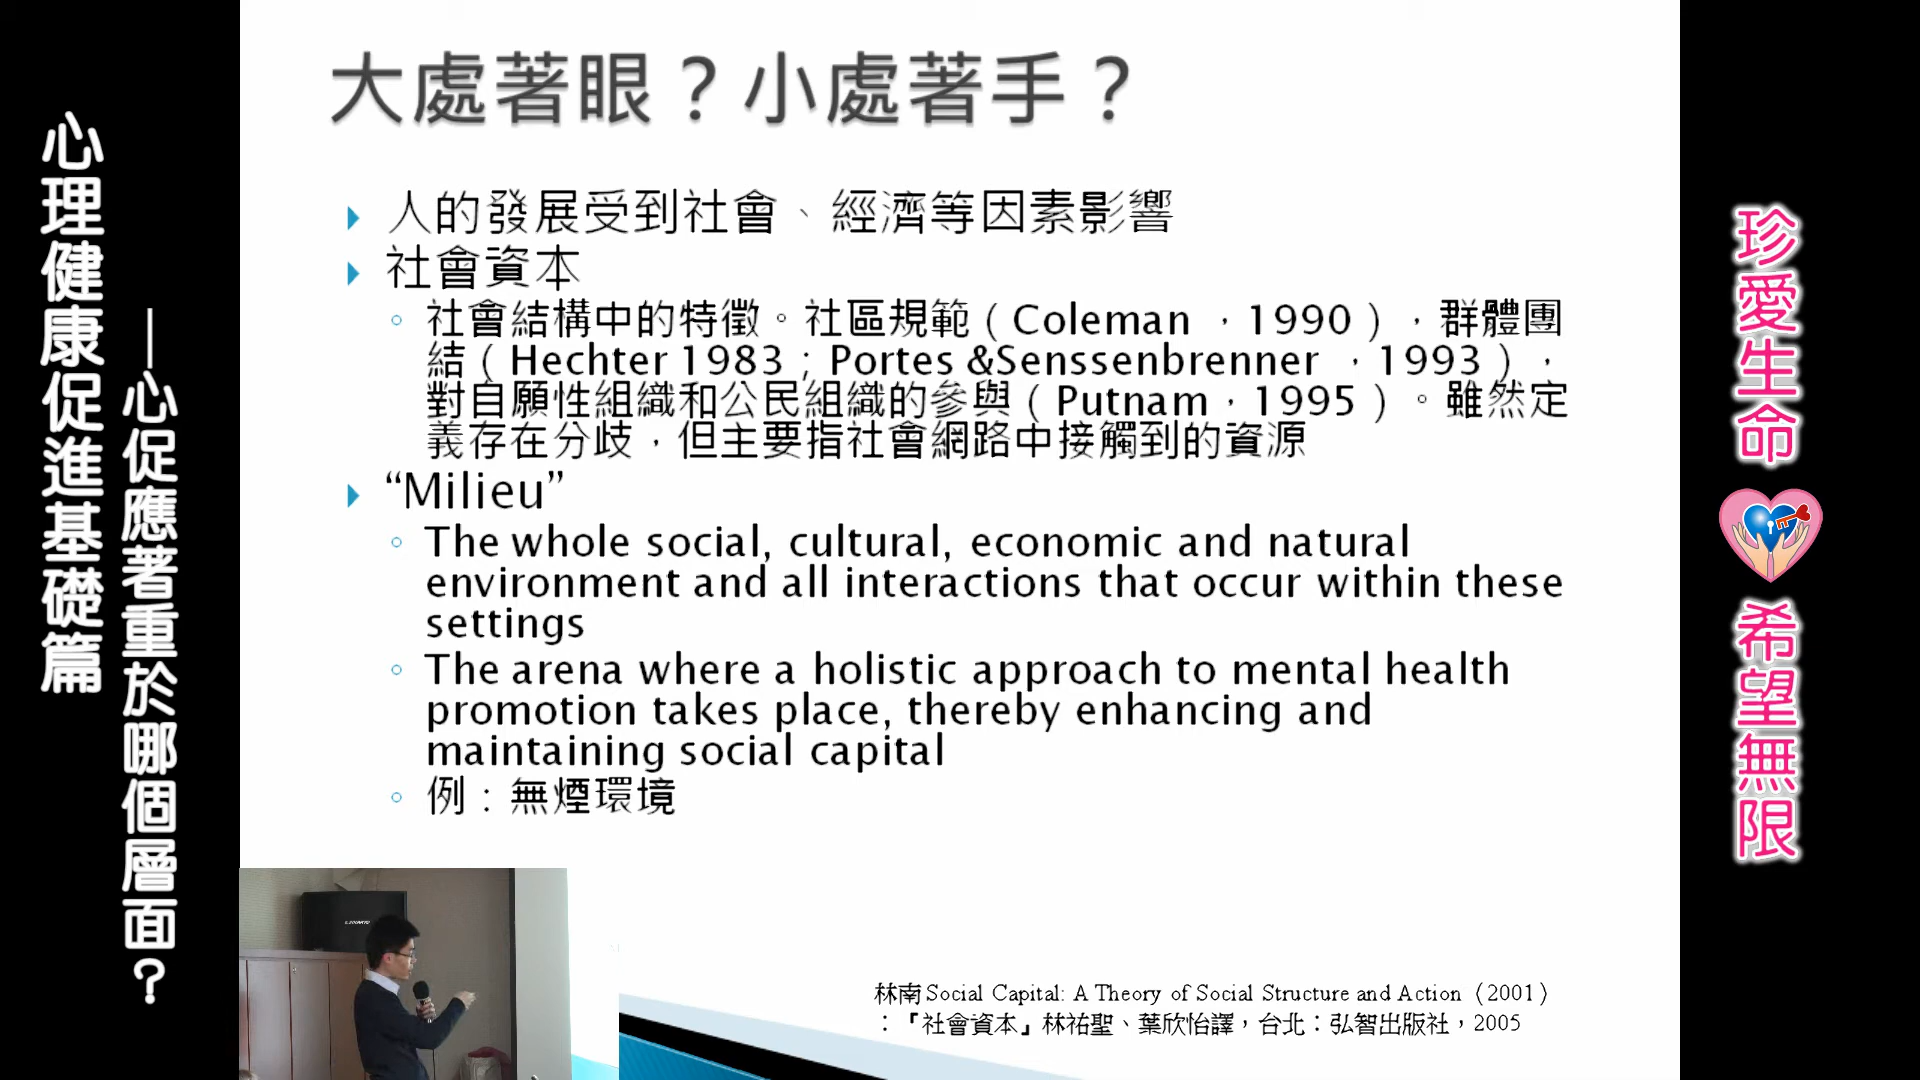 心理健康促進基礎篇
—心促應著重於哪個層面?
大處著眼？小處著手？
人的發展受到社會、經濟等因素影響
社會資本
社會結構中的特徵。社區規範（Coleman ，1990），群體團
結（Hechter 1983；Portes &Senssenbrenner ，1993），
對自願性組織和公民組織的參與（Putnam，1995）。雖然定
義存在分歧，但主要指社會網路中接觸到的資源
“Milieu”
The whole social, cultural, economic and natural
environment and all interactions that occur within these
settings
The arena where a holistic approach to mental health
promotion takes place, thereby enhancing and
maintaining social capital
例：無煙環境
林南Social Capital: A Theory of Social Structure and Action（2001）
：『社會資本』林祐聖、葉欣怡譯，台北：弘智出版社，2005
珍愛生命
希望無限